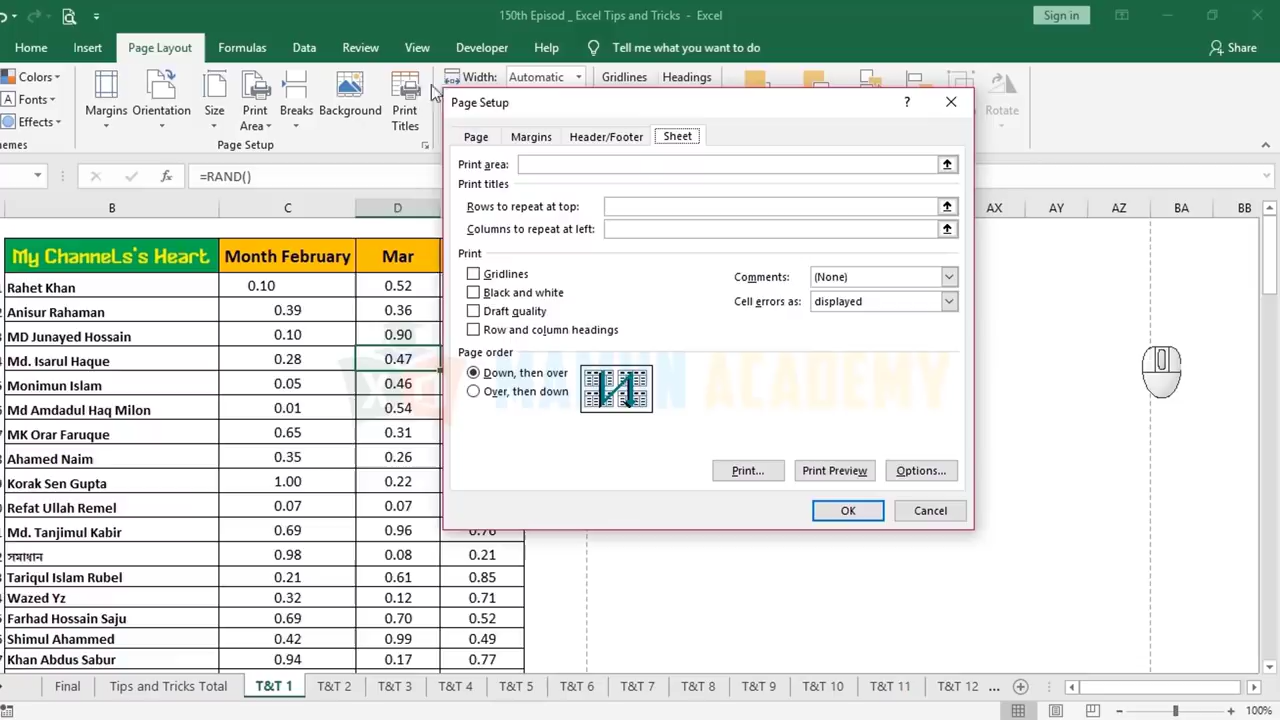 150th Episod _ Excel Tips and Tricks - Excel
Sign in
Home Insert Page Layout Formulas Data Review View Developer Help Tell me what you want to do Share
Colors
Fonts
Effects
Margins
Orientation
Size
Print Area
Breaks
Background
Print Titles
Width: Automatic Gridlines Headings
Rotate
emes
Page Setup
=RAND()
Page Setup
?
Page Margins Header/Footer Sheet
Print area:
Print titles
Rows to repeat at top:
Columns to repeat at left:
Print
Gridlines
Black and white
Draft quality
Row and column headings
Comments: (None)
Cell errors as: displayed
Page order
Down, then over
Over, then down
Print... Print Preview Options...
OK Cancel
B C D AX AY AZ BA BB
My ChanneLs's Heart Month February Mar
Rahet Khan 0.10 0.52
Anisur Rahaman 0.39 0.36
MD Junayed Hossain 0.10 0.90
Md. Isarul Haque 0.28 0.47
Monimun Islam 0.05 0.46
Md Amdadul Haq Milon 0.01 0.54
MK Orar Faruque 0.65 0.31
Ahamed Naim 0.35 0.26
Korak Sen Gupta 1.00 0.22
Refat Ullah Remel 0.07 0.07
Md. Tanjimul Kabir 0.69 0.96 0.76
সমাধান 0.98 0.08 0.21
Tariqul Islam Rubel 0.21 0.61 0.85
Wazed Yz 0.32 0.12 0.71
Farhad Hossain Saju 0.69 0.70 0.52
Shimul Ahammed 0.42 0.99 0.49
Khan Abdus Sabur 0.94 0.17 0.77
ACADEMY
Final Tips and Tricks Total T&T 1 T&T 2 T&T 3 T&T 4 T&T 5 T&T 6 T&T 7 T&T 8 T&T 9 T&T 10 T&T 11 T&T 12 ...
100%